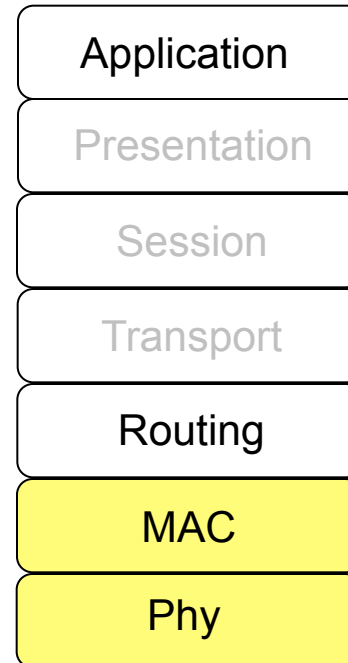 Application
Presentation
Session
Transport
Routing
MAC
Phy